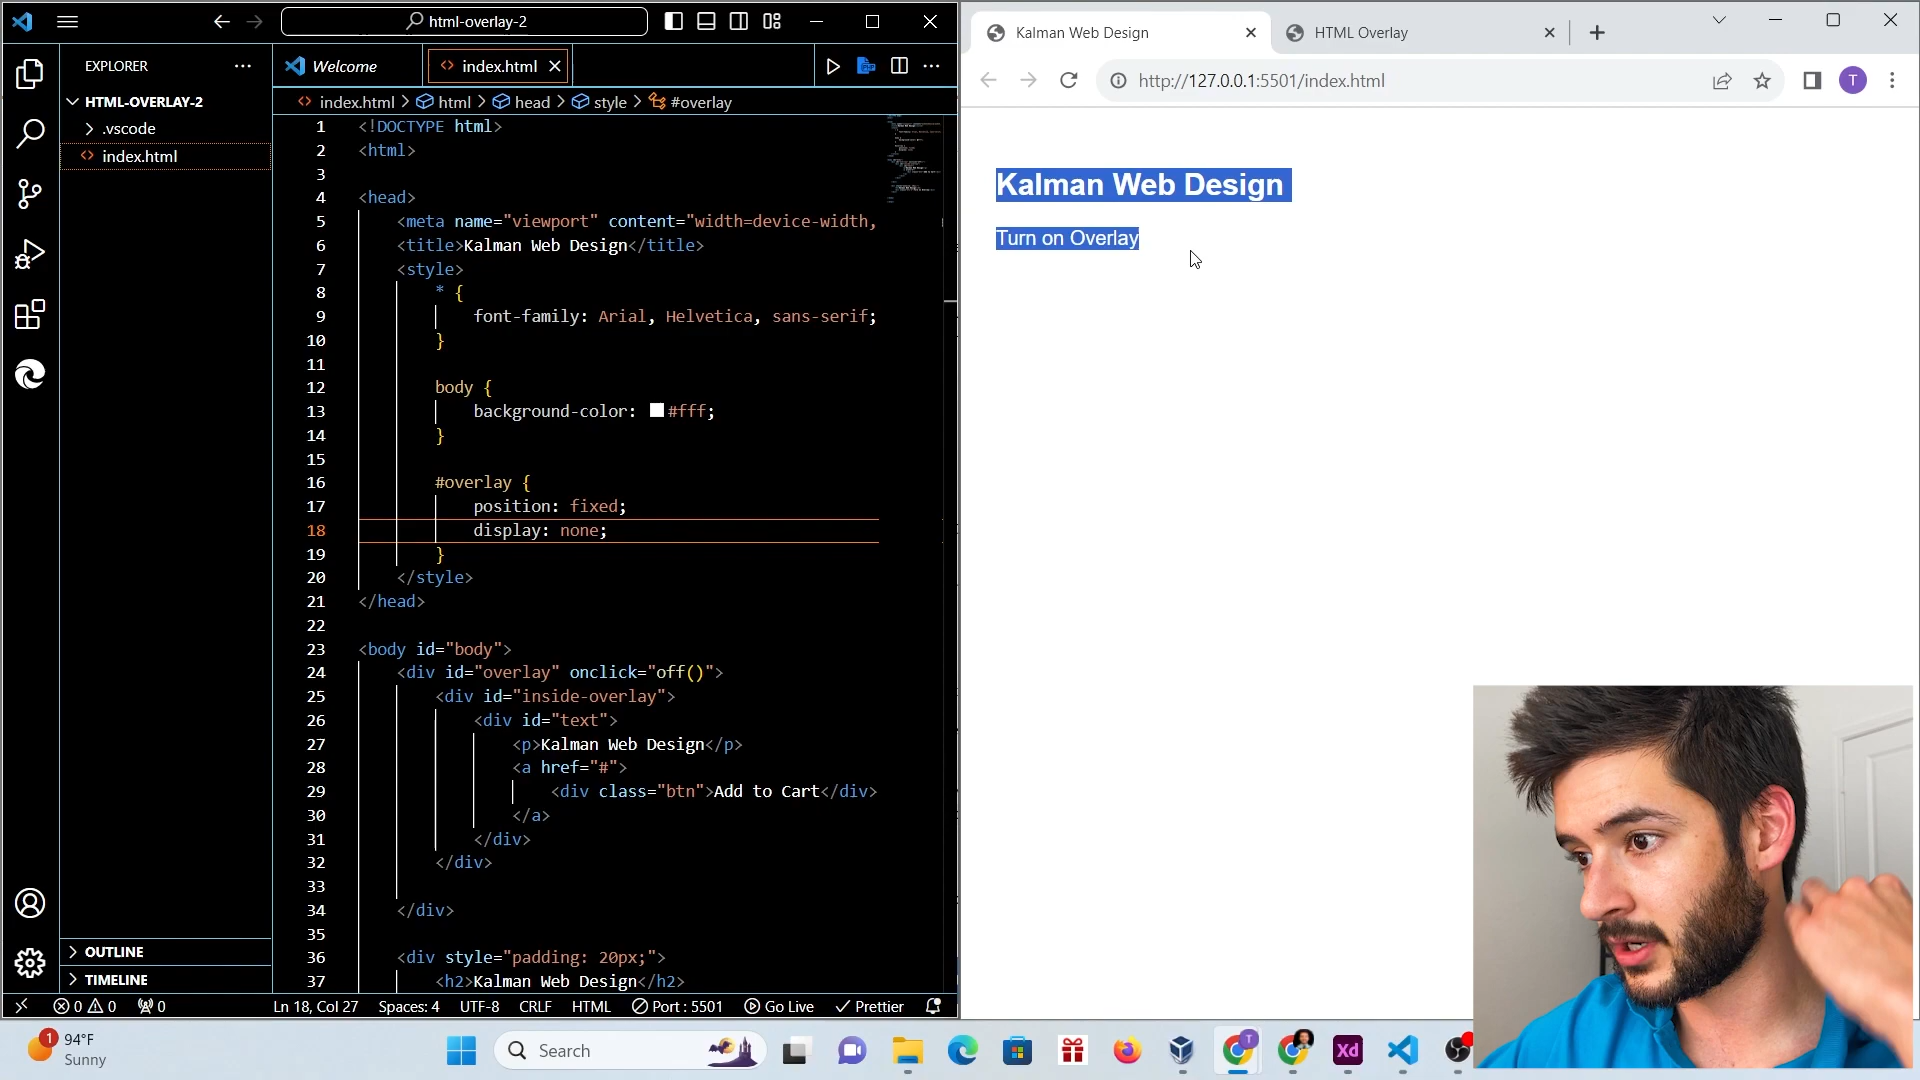 html-overlay-2
EXPLORER
HTML-OVERLAY-2
.vscode
index.html
OUTLINE
TIMELINE
Welcome
index.html
index.html > html > head > style > #overlay
1 <!DOCTYPE html>
2 <html>
3
4 <head>
5 <meta name="viewport" content="width=device-width,
6 <title>Kalman Web Design</title>
7 <style>
8 * {
9 font-family: Arial, Helvetica, sans-serif;
10 }
11
12 body {
13 background-color: #fff;
14 }
15
16 #overlay {
17 position: fixed;
18 display: none;
19 }
20 </style>
21 </head>
22
23 <body id="body">
24 <div id="overlay" onclick="off()">
25 <div id="inside-overlay">
26 <div id="text">
27 <p>Kalman Web Design</p>
28 <a href="#">
29 <div class="btn">Add to Cart</div>
30 </a>
31 </div>
32 </div>
33
34 </div>
35
36 <div style="padding: 20px;">
37 <h2>Kalman Web Design</h2>
0 0 0 Ln 18, Col 27 Spaces: 4 UTF-8 CRLF HTML Port : 5501 Go Live Prettier
Kalman Web Design
HTML Overlay
http://127.0.0.1:5501/index.html
T
Kalman Web Design
Turn on Overlay
1
94°F
Sunny
Search
T
Xd